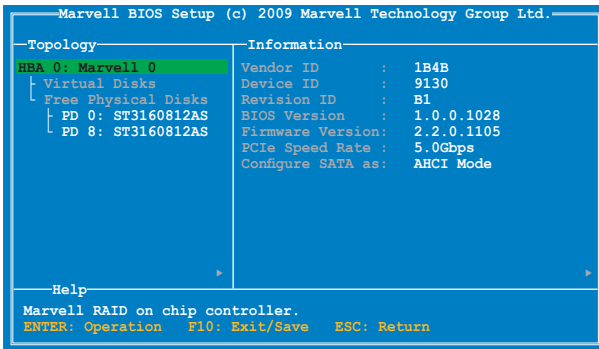 Marvell BIOS Setup (c) 2009 Marvell Technology Group Ltd.
Topology
HBA 0: Marvell 0
Virtual Disks
Free Physical Disks
PD 0: ST3160812AS
PD 8: ST3160812AS
Information
Vendor ID : 1B4B
Device ID : 9130
Revision ID : B1
BIOS Version : 1.0.0.1028
Firmware Version: 2.2.0.1105
PCIe Speed Rate : 5.0Gbps
Configure SATA as: AHCI Mode
Help
Marvell RAID on chip controller.
ENTER: Operation F10: Exit/Save ESC: Return